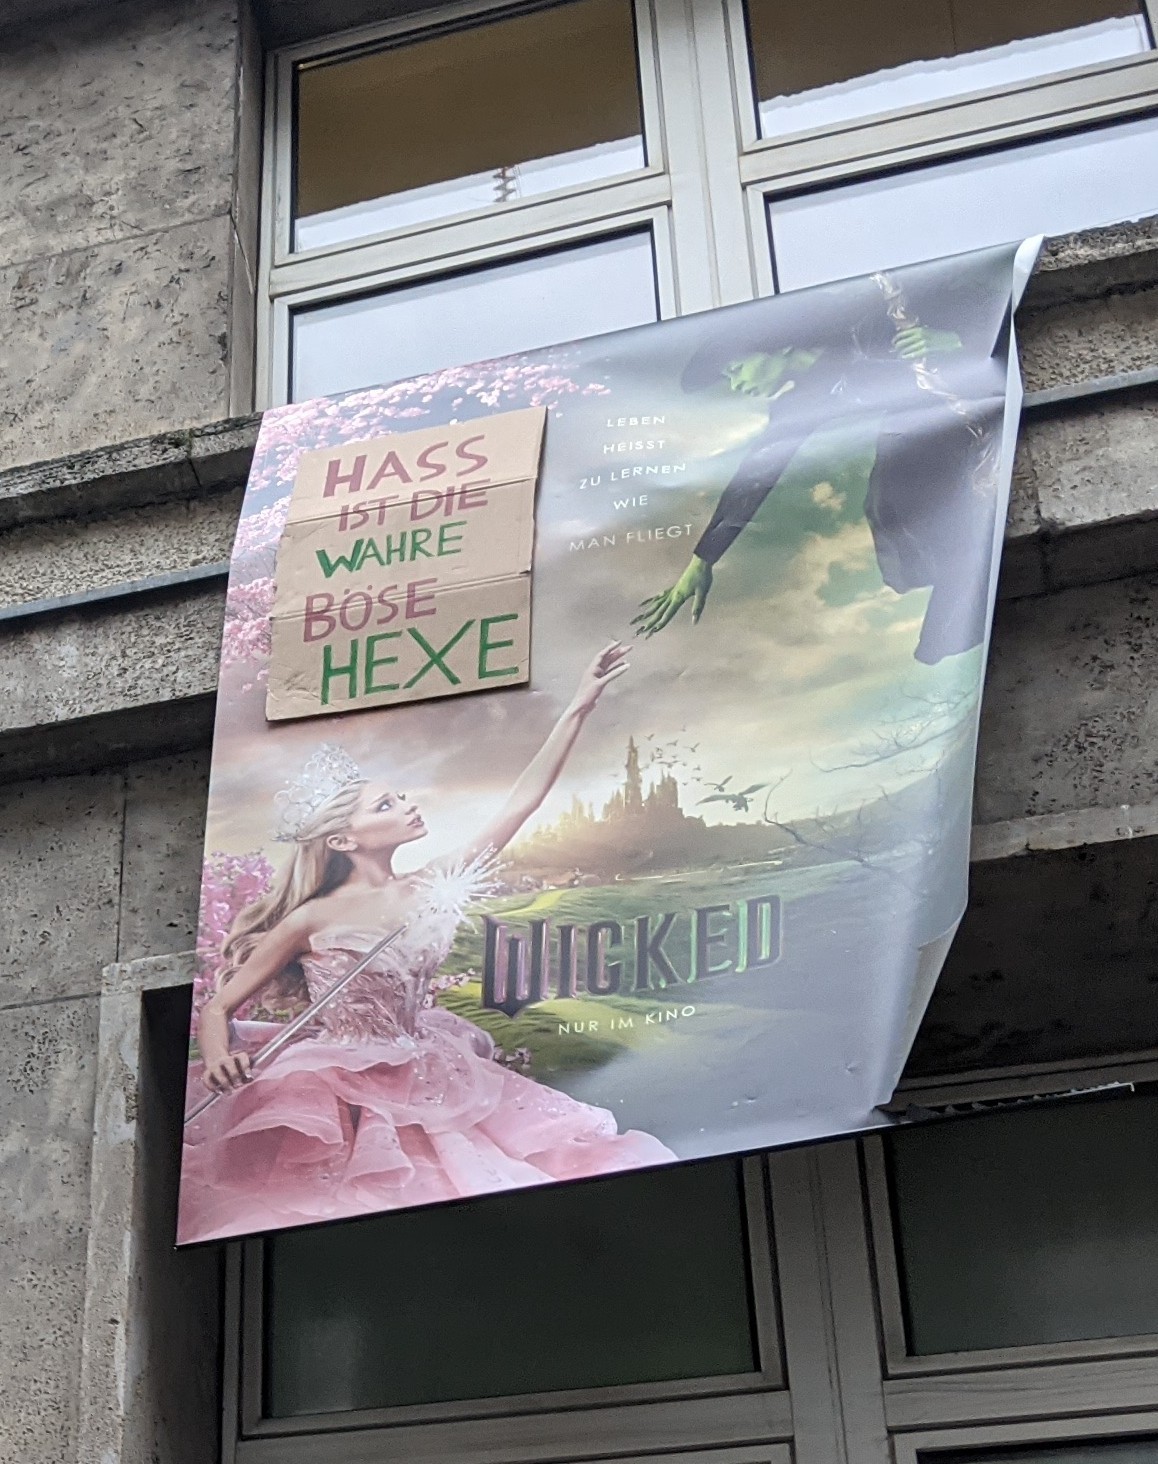 HASS
IST DIE
WAHRE
BÖSE
HEXE
LEBEN
HEISST
ZU LERNEN
WIE
MAN FLIEGT
WICKED
NUR IM KINO